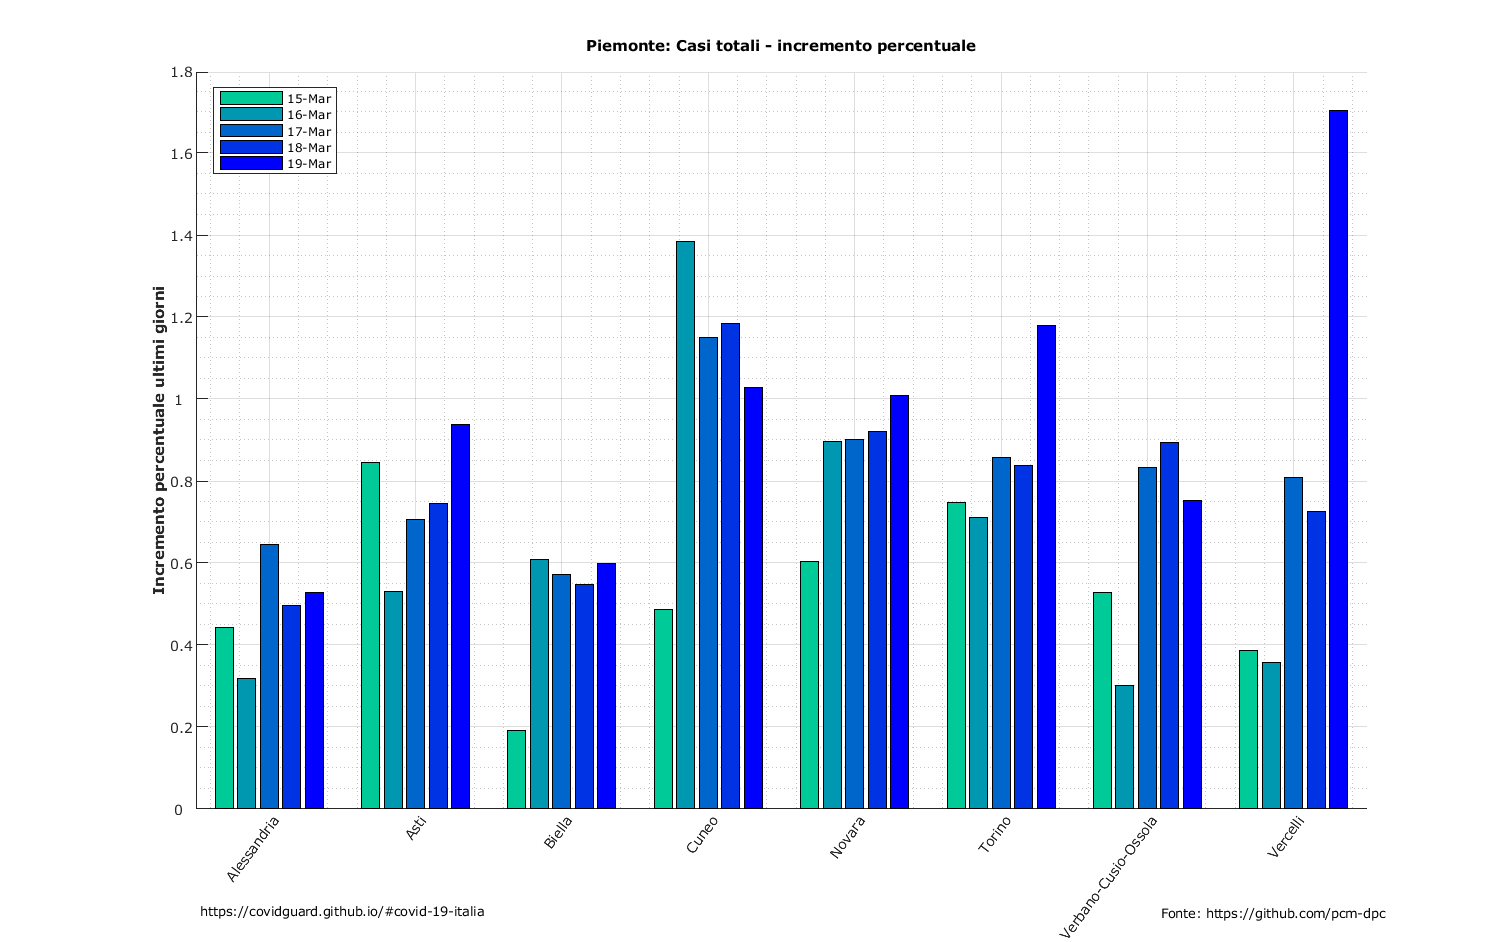 Piemonte: Casi totali - incremento percentuale
1.8
1.6
1.4
1.2
1
0.8
0.6
0.4
0.2
0
Incremento percentuale ultimi giorni
15-Mar
16-Mar
17-Mar
18-Mar
19-Mar
Alessandria
Asti
Biella
Cuneo
Novara
Torino
Verbano-Cusio-Ossola
Vercelli
https://covidguard.github.io/#covid-19-italia
Fonte: https://github.com/pcm-dpc